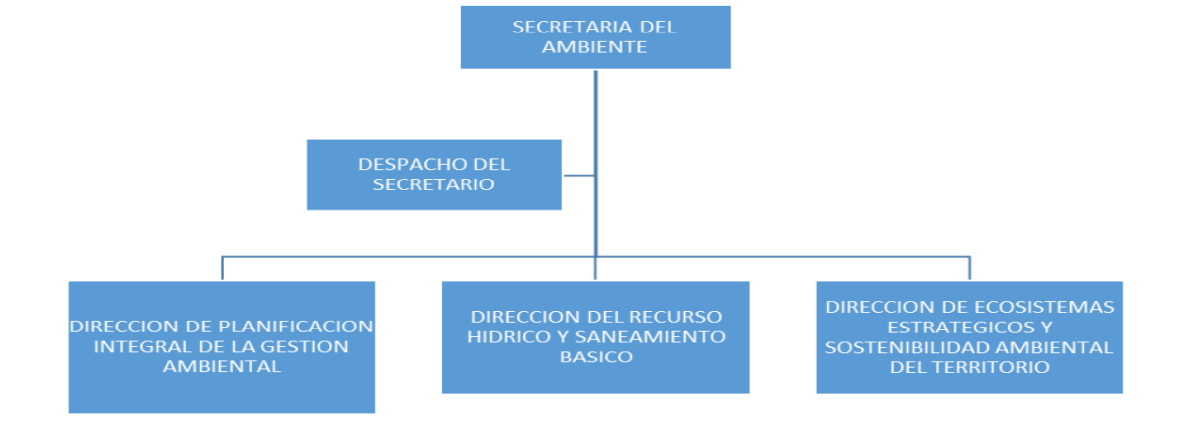 SECRETARIA DEL
AMBIENTE
DESPACHO DEL
SECRETARIO
DIRECCION DE PLANIFICACION
INTEGRAL DE LA GESTION
AMBIENTAL
DIRECCION DEL RECURSO
HIDRICO Y SANEAMIENTO
BASICO
DIRECCION DE ECOSISTEMAS
ESTRATEGICOS Y
SOSTENIBILIDAD AMBIENTAL
DEL TERRITORIO